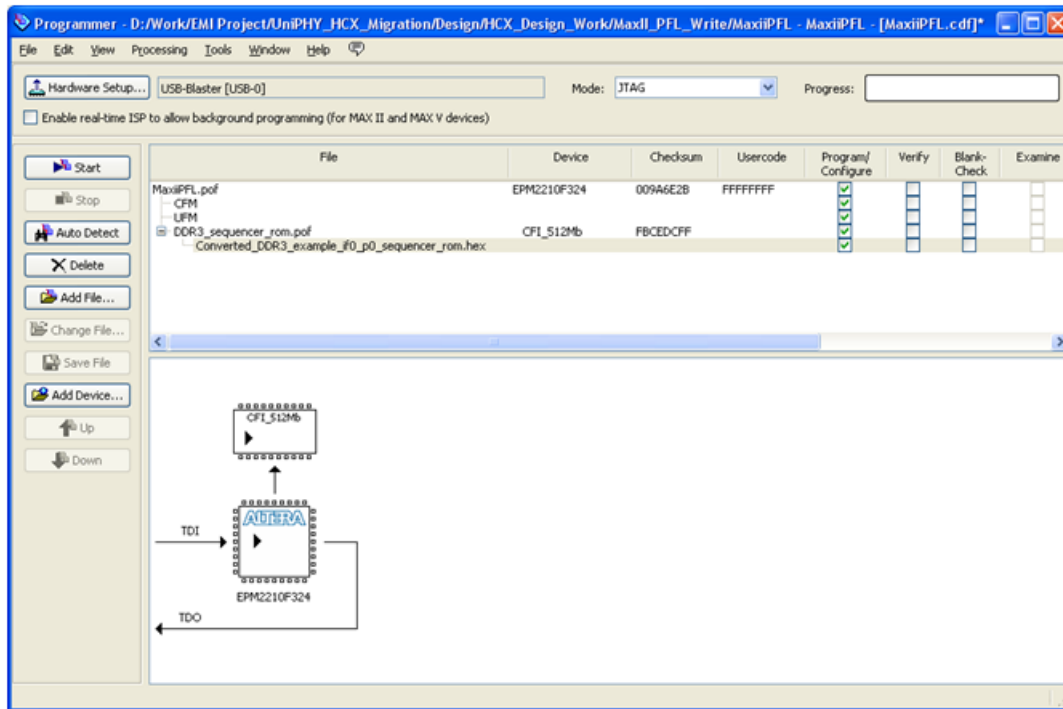 Programmer - D:/Work/EMI Project/UniPHY_HCX_Migration/Design/HCX_Design_Work/MaxII_PFL_Write/MaxiiPFL - MaxiiPFL - [MaxiiPFL.cdf]*
File Edit View Processing Tools Window Help
Hardware Setup... USB-Blaster [USB-0] Mode: JTAG Progress:
Enable real-time ISP to allow background programming (for MAX II and MAX V devices)
Start
Stop
Auto Detect
Delete
Add File...
Change File...
Save File
Add Device...
Up
Down
File Device Checksum Usercode Program/ Verify Blank- Examine
Configure Check
MaxiiPFL.pof EPM2210F324 009A6E2B FFFFFFFF
CFM
UFM
DDR3_sequencer_rom.pof CFI_512Mb FBCEDCFF
Converted_DDR3_example_if0_p0_sequencer_rom.hex
CFI_512Mb
ALTERA
TDI
EPM2210F324
TDO